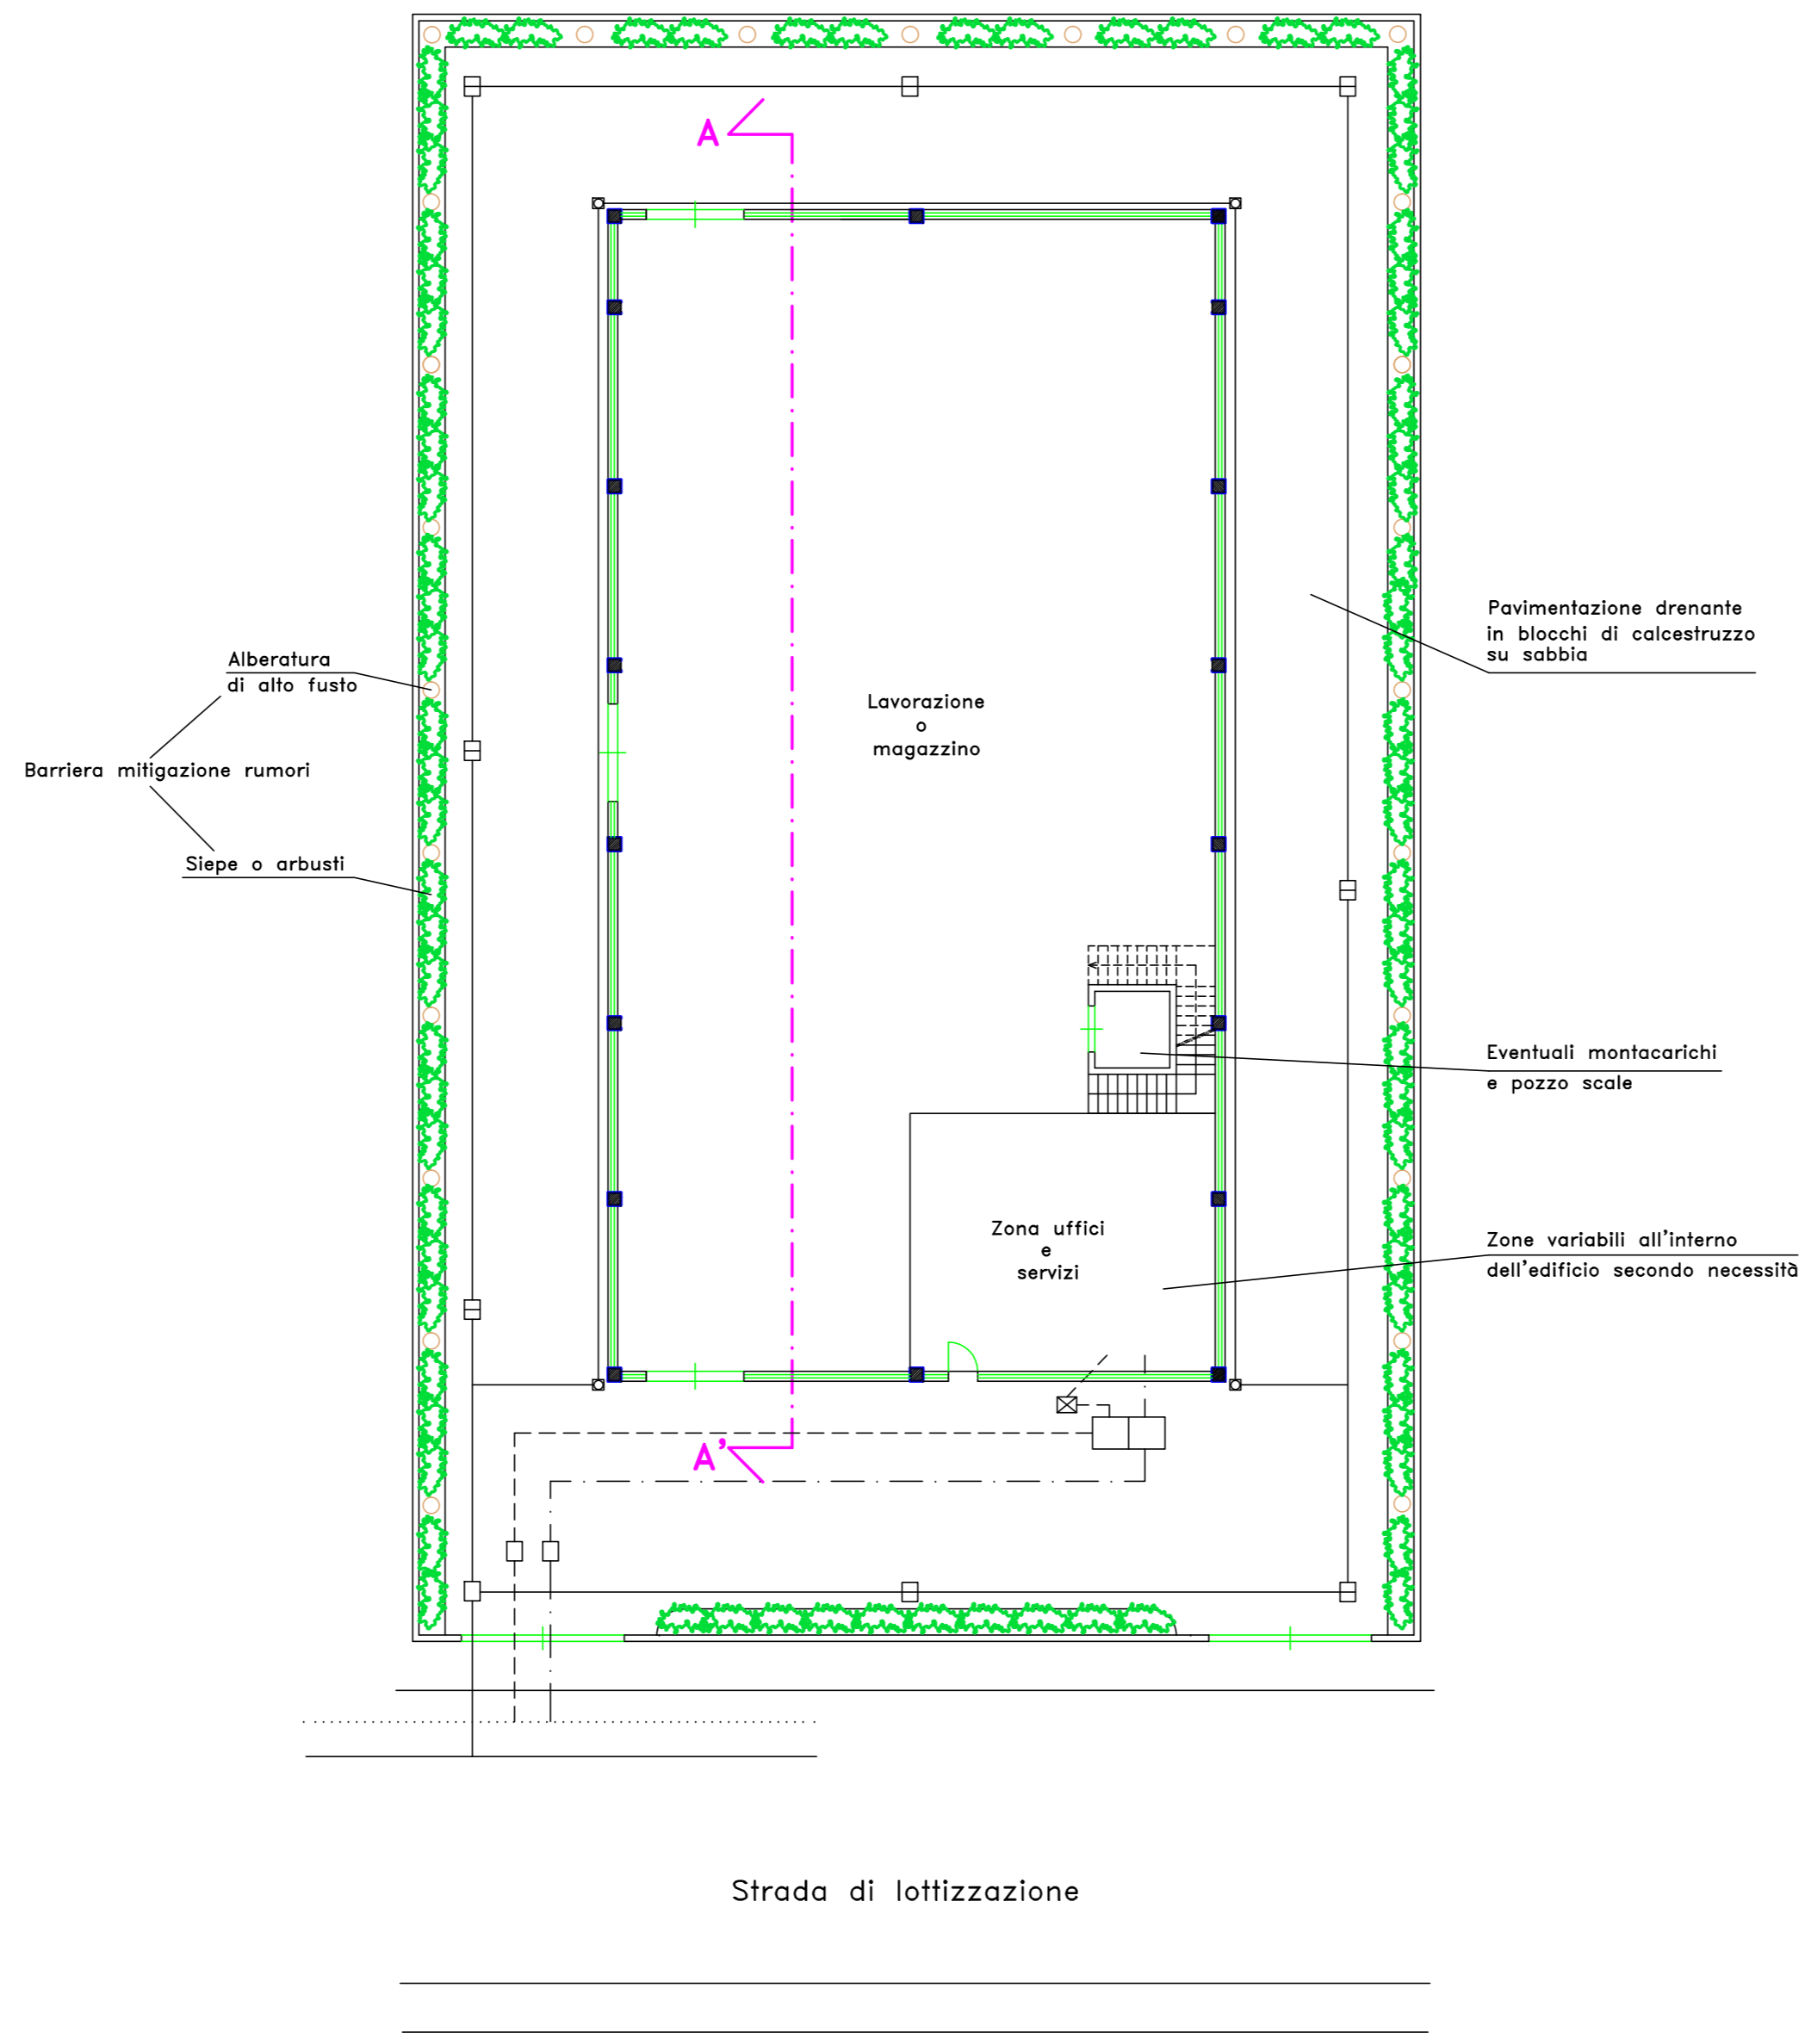 A
Pavimentazione drenante
in blocchi di calcestruzzo
su sabbia
Alberatura
di alto fusto
Lavorazione
o
magazzino
Barriera mitigazione rumori
Siepe o arbusti
Eventuali montacarichi
e pozzo scale
Zona uffici
e
servizi
Zone variabili all'interno
dell'edificio secondo necessità
A'
Strada di lottizzazione